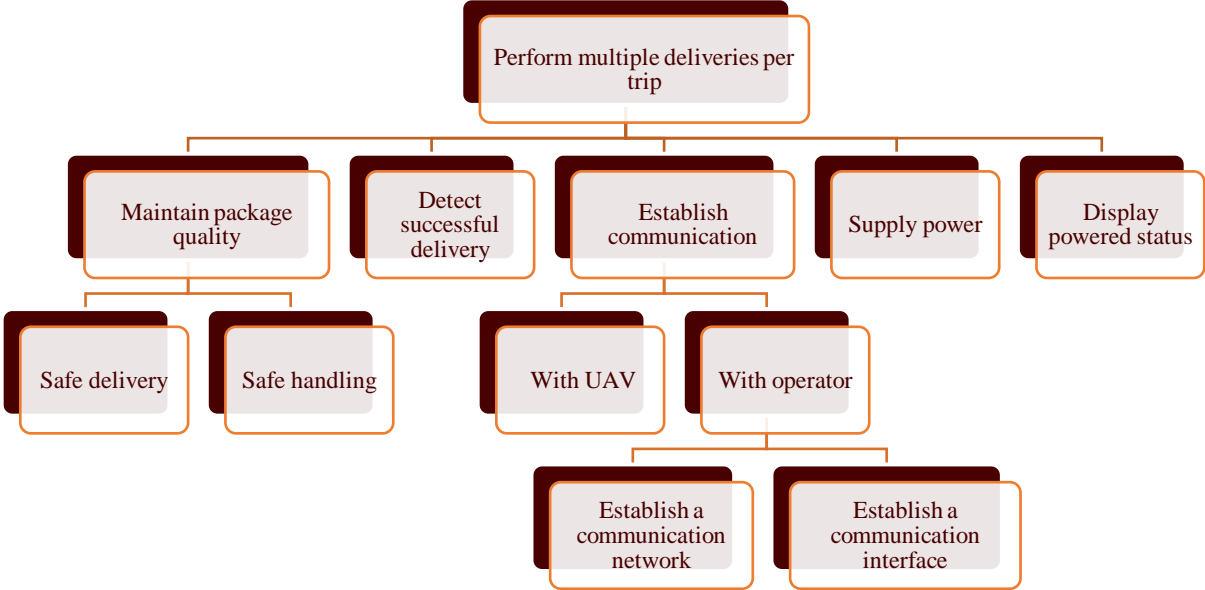 Perform multiple deliveries per
trip
Maintain package
quality
Detect
successful
delivery
Establish
communication
Supply power
Display
powered status
Safe delivery
Safe handling
With UAV
With operator
Establish a
communication
network
Establish a
communication
interface